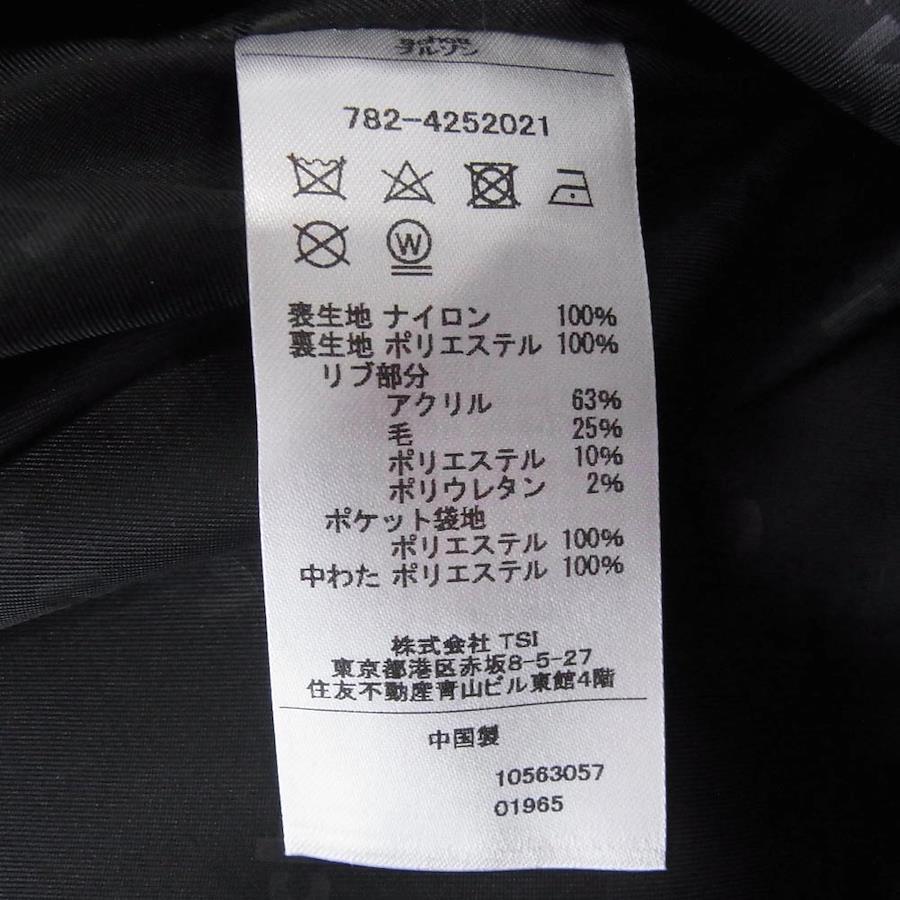 ブルゾン
782-4252021
W
表生地 ナイロン 100%
裏生地 ポリエステル 100%
リブ部分
アクリル 63%
毛 25%
ポリエステル 10%
ポリウレタン 2%
ポケット袋地
ポリエステル 100%
中わた ポリエステル 100%
株式会社 TSI
東京都港区赤坂8-5-27
住友不動産青山ビル東館4階
中国製
10563057
01965